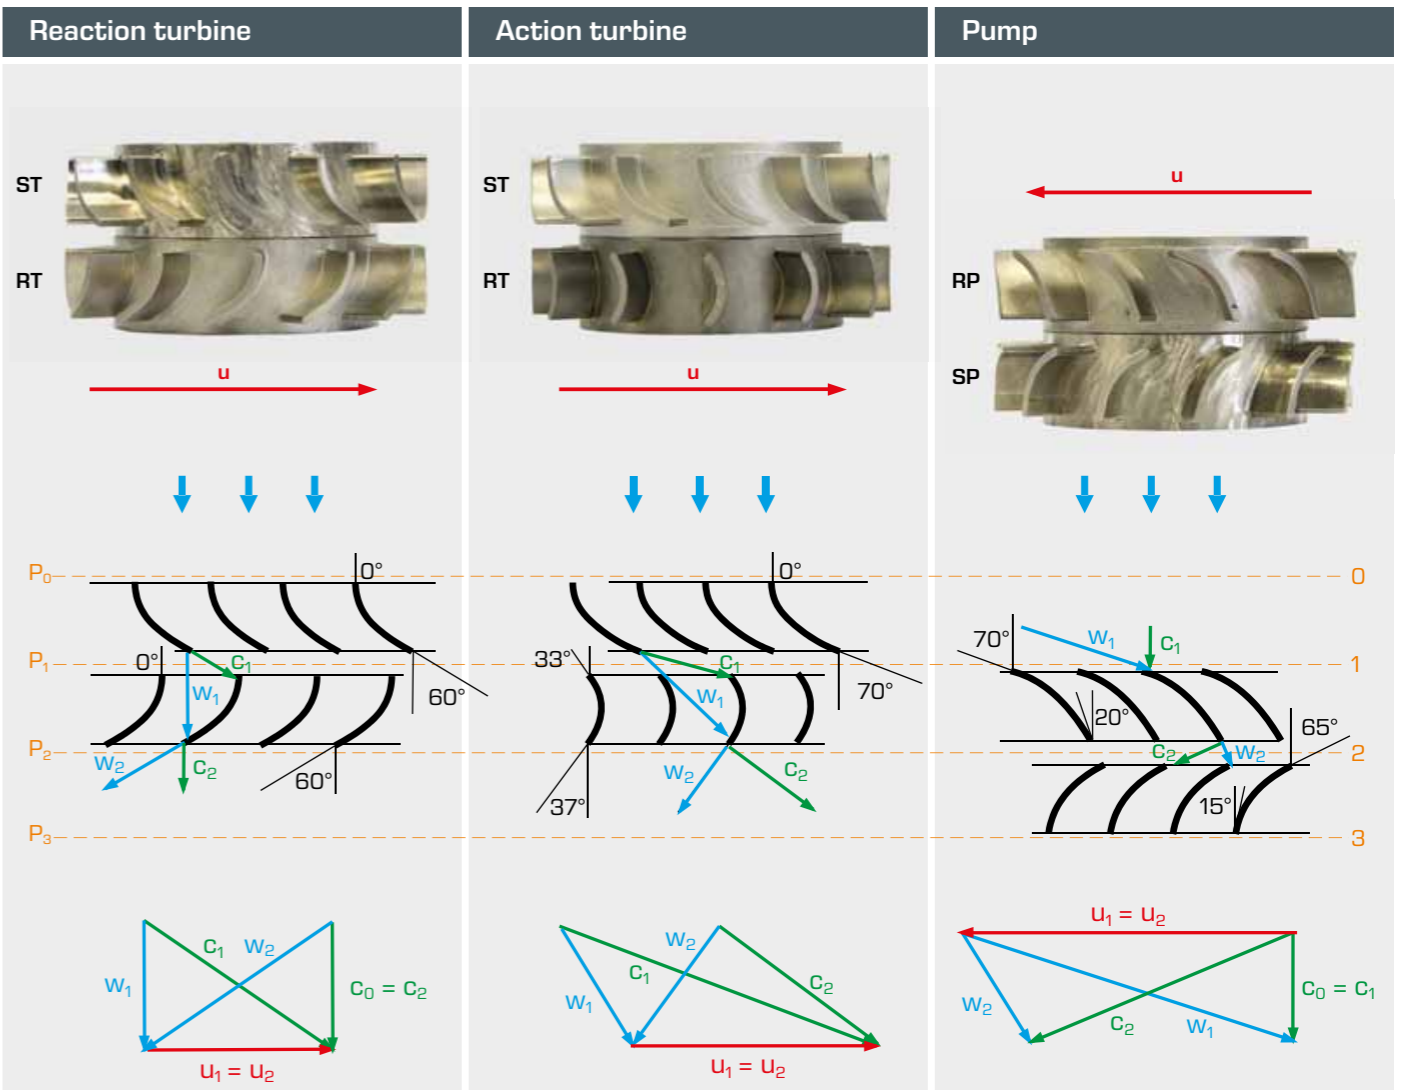 Reaction turbine
Action turbine
Pump
ST
RT
u
ST
RT
u
u
RP
SP
P₀
P₁
P₂
P₃
0°
0°
c₁
w₁
60°
w₂
c₂
60°
0°
33°
c₁
w₁
70°
w₂
c₂
37°
0
1
2
3
70°
w₁
c₁
20°
65°
c₂
w₂
15°
c₁
w₂
w₁
c₀ = c₂
u₁ = u₂
w₂
c₁
c₂
w₁
u₁ = u₂
u₁ = u₂
w₂
c₂
w₁
c₀ = c₁